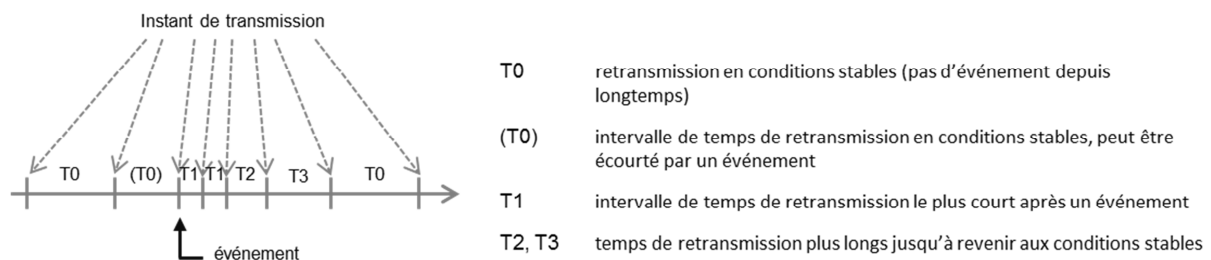 Instant de transmission
T0 (T0) T1 T1 T2 T3 T0
événement
T0 retransmission en conditions stables (pas d'événement depuis
longtemps)
(T0) intervalle de temps de retransmission en conditions stables, peut être
écourté par un événement
T1 intervalle de temps de retransmission le plus court après un événement
T2, T3 temps de retransmission plus longs jusqu'à revenir aux conditions stables